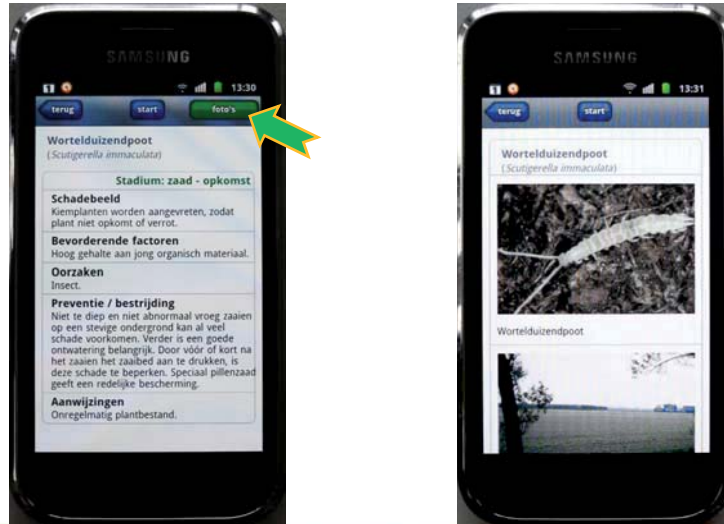 SAMSUNG
13:30
terug start foto's
Wortelduizendpoot
(Scutigerella immaculata)
Stadium: zaad - opkomst
Schadebeeld
Kiemplanten worden aangevreten, zodat
plant niet opkomt of verrot.
Bevorderende factoren
Hoog gehalte aan jong organisch materiaal.
Oorzaken
Insect.
Preventie / bestrijding
Niet te diep en niet abnormaal vroeg zaaien
op een stevige ondergrond kan al veel
schade voorkomen. Verder is een goede
ontwatering belangrijk. Door vóór of kort na
het zaaien het zaaibed aan te drukken, is
deze schade te beperken. Speciaal pillenzaad
geeft een redelijke bescherming.
Aanwijzingen
Onregelmatig plantbestand.
SAMSUNG
13:31
terug start
Wortelduizendpoot
(Scutigerella immaculata)
Wortelduizendpoot